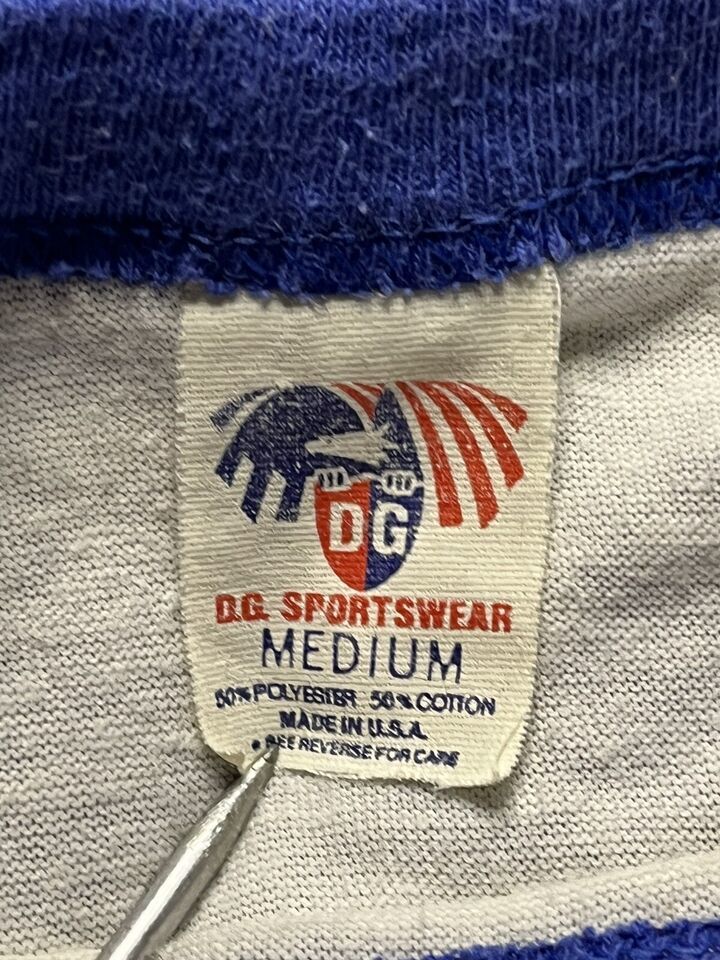 DG
D.G. SPORTSWEAR
MEDIUM
50% POLYESTER 50% COTTON
MADE IN U.S.A.
• SEE REVERSE FOR CARE